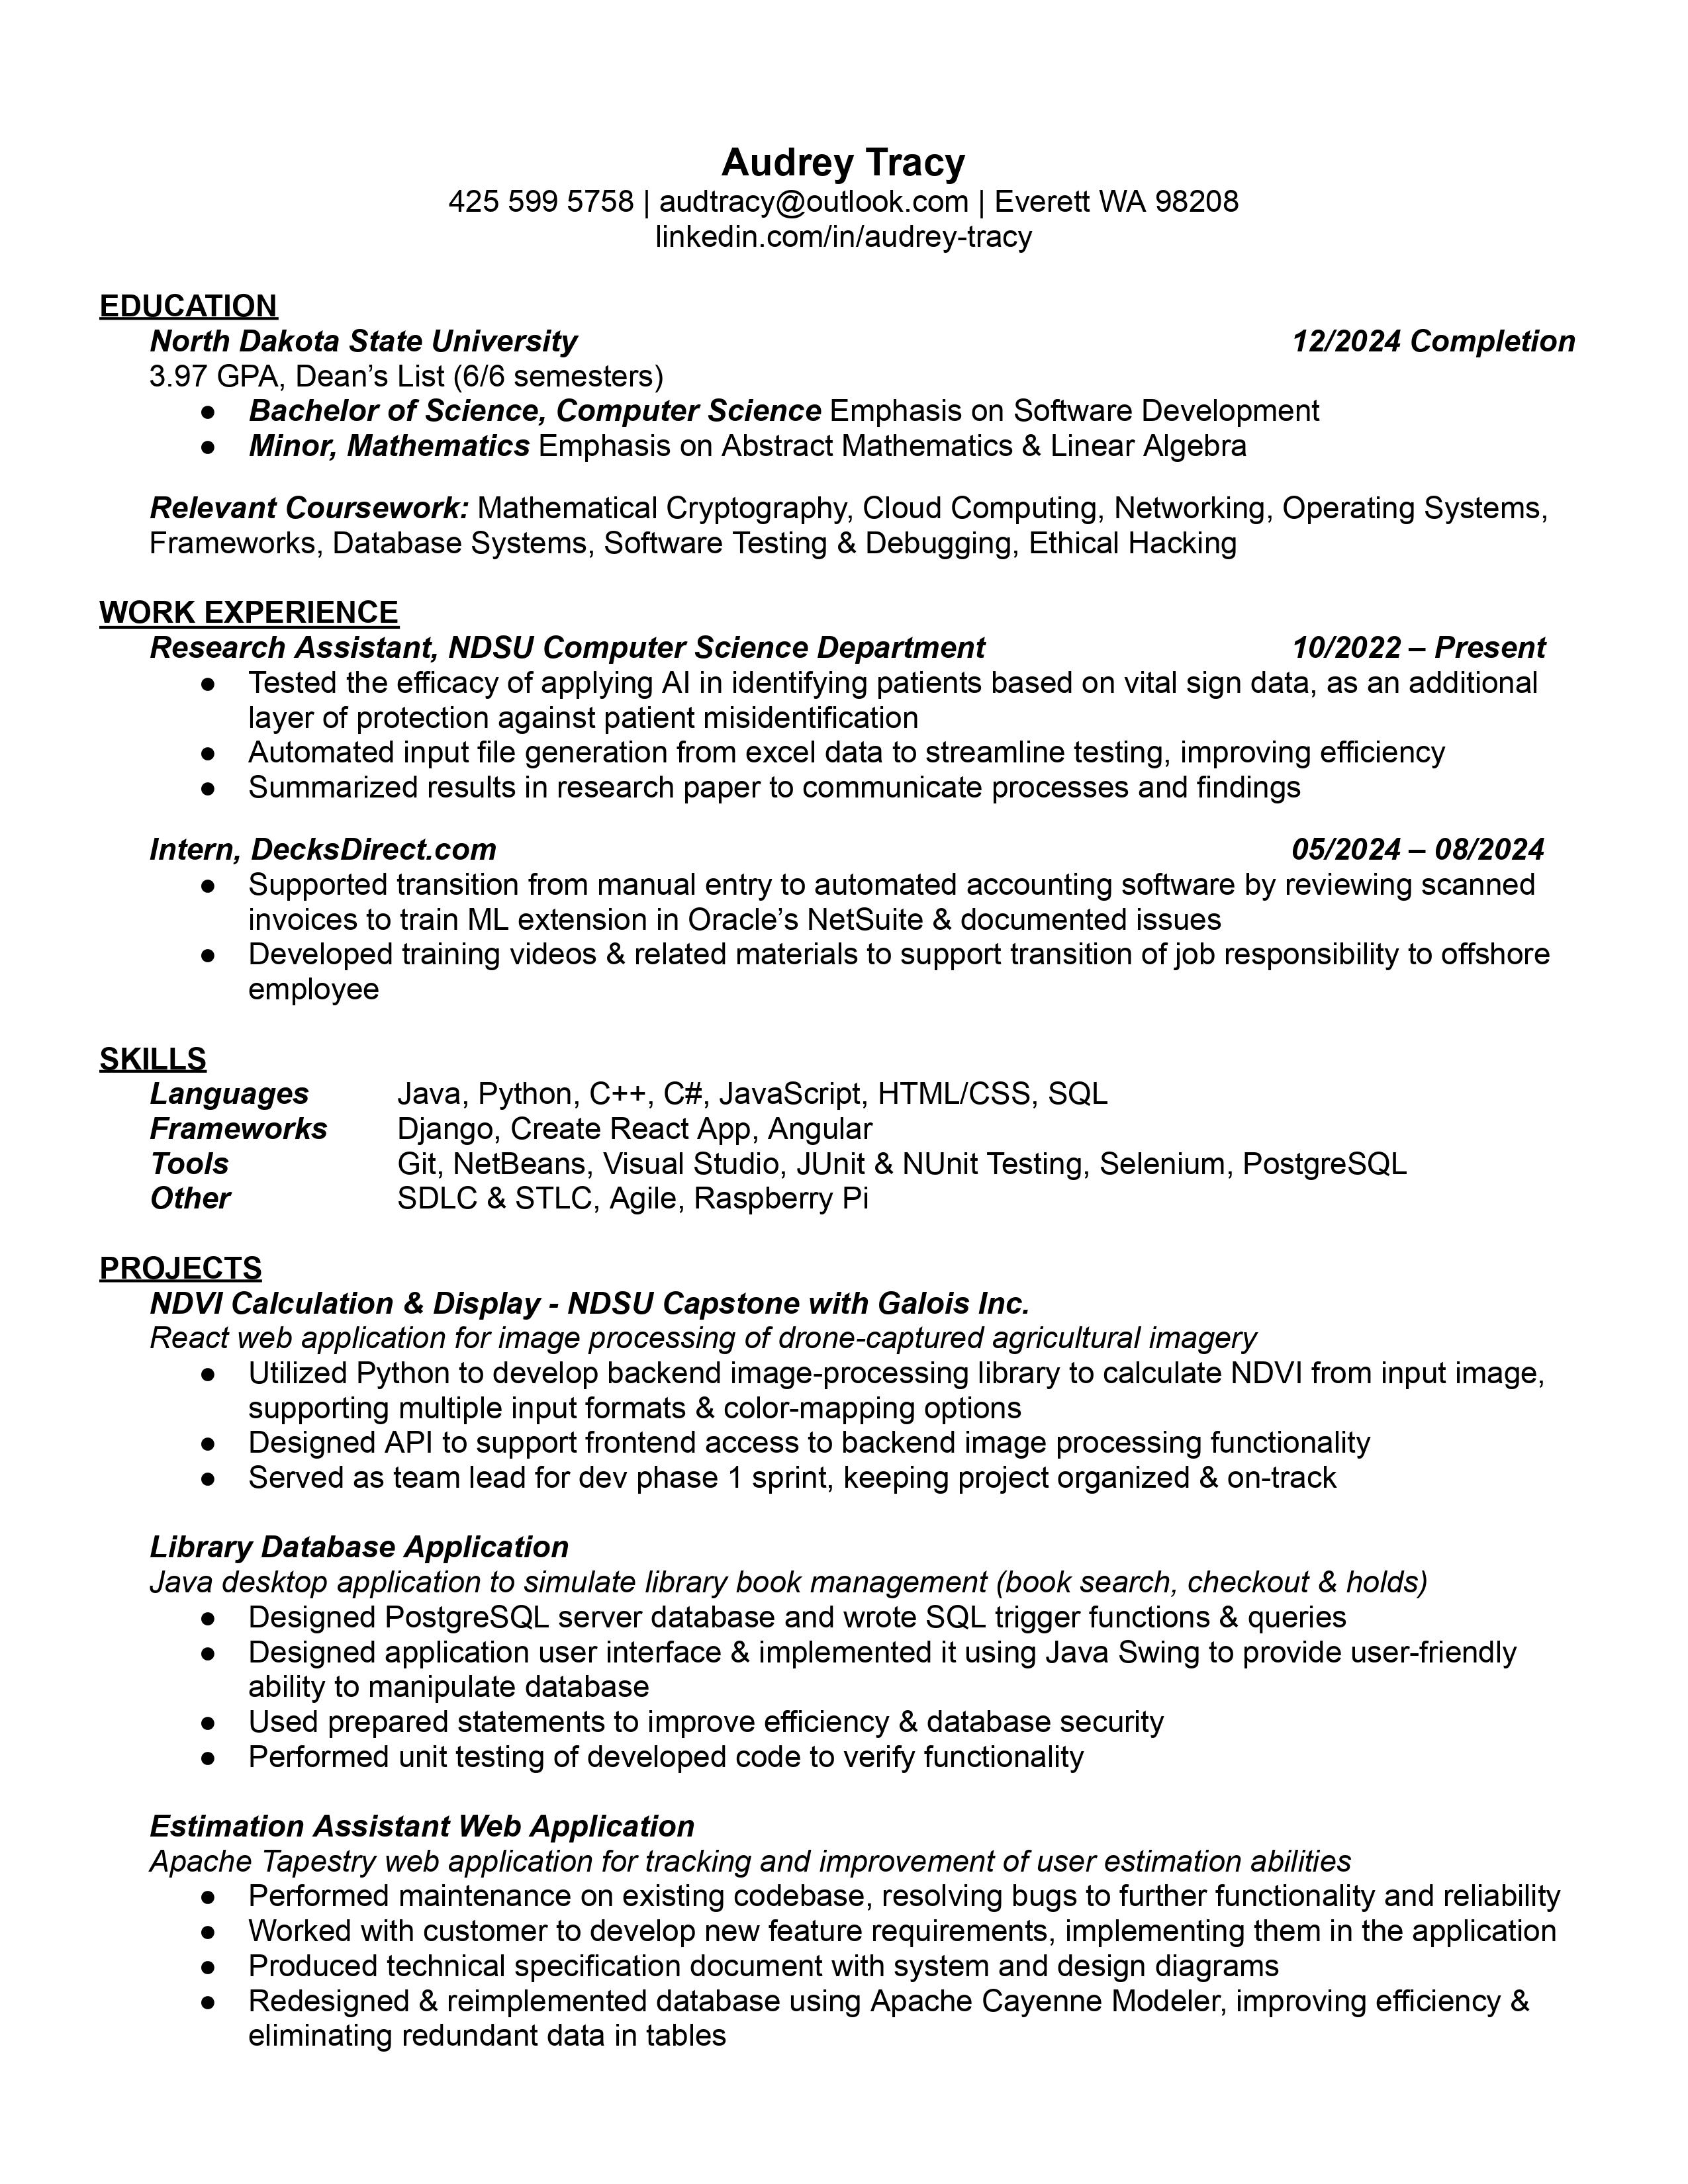 Audrey Tracy
425 599 5758 | audtracy@outlook.com | Everett WA 98208
linkedin.com/in/audrey-tracy
EDUCATION
North Dakota State University 12/2024 Completion
3.97 GPA, Dean’s List (6/6 semesters)
● Bachelor of Science, Computer Science Emphasis on Software Development
● Minor, Mathematics Emphasis on Abstract Mathematics & Linear Algebra
Relevant Coursework: Mathematical Cryptography, Cloud Computing, Networking, Operating Systems,
Frameworks, Database Systems, Software Testing & Debugging, Ethical Hacking
WORK EXPERIENCE
Research Assistant, NDSU Computer Science Department 10/2022 – Present
● Tested the efficacy of applying AI in identifying patients based on vital sign data, as an additional
layer of protection against patient misidentification
● Automated input file generation from excel data to streamline testing, improving efficiency
● Summarized results in research paper to communicate processes and findings
Intern, DecksDirect.com 05/2024 – 08/2024
● Supported transition from manual entry to automated accounting software by reviewing scanned
invoices to train ML extension in Oracle’s NetSuite & documented issues
● Developed training videos & related materials to support transition of job responsibility to offshore
employee
SKILLS
Languages Java, Python, C++, C#, JavaScript, HTML/CSS, SQL
Frameworks Django, Create React App, Angular
Tools Git, NetBeans, Visual Studio, JUnit & NUnit Testing, Selenium, PostgreSQL
Other SDLC & STLC, Agile, Raspberry Pi
PROJECTS
NDVI Calculation & Display - NDSU Capstone with Galois Inc.
React web application for image processing of drone-captured agricultural imagery
● Utilized Python to develop backend image-processing library to calculate NDVI from input image,
supporting multiple input formats & color-mapping options
● Designed API to support frontend access to backend image processing functionality
● Served as team lead for dev phase 1 sprint, keeping project organized & on-track
Library Database Application
Java desktop application to simulate library book management (book search, checkout & holds)
● Designed PostgreSQL server database and wrote SQL trigger functions & queries
● Designed application user interface & implemented it using Java Swing to provide user-friendly
ability to manipulate database
● Used prepared statements to improve efficiency & database security
● Performed unit testing of developed code to verify functionality
Estimation Assistant Web Application
Apache Tapestry web application for tracking and improvement of user estimation abilities
● Performed maintenance on existing codebase, resolving bugs to further functionality and reliability
● Worked with customer to develop new feature requirements, implementing them in the application
● Produced technical specification document with system and design diagrams
● Redesigned & reimplemented database using Apache Cayenne Modeler, improving efficiency &
eliminating redundant data in tables